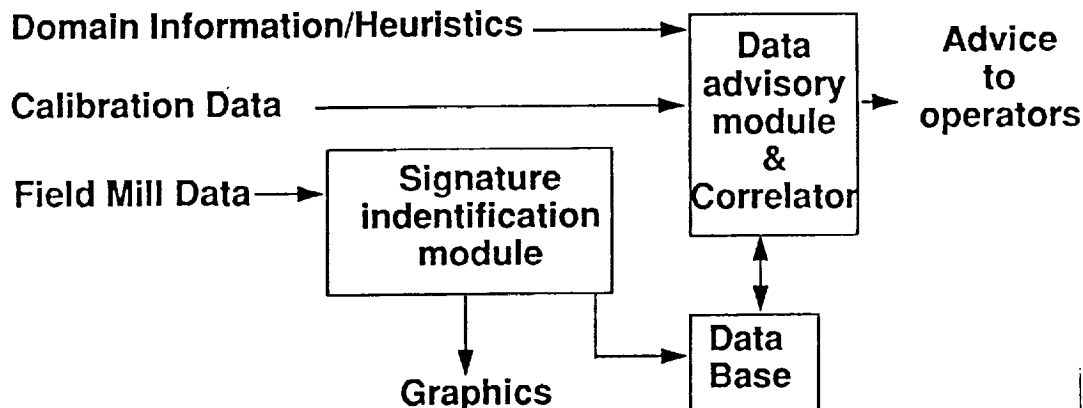 Domain Information/Heuristics
Calibration Data
Field Mill Data
Signature
indentification
module
Graphics
Data
advisory
module
&
Correlator
Data
Base
Advice
to
operators